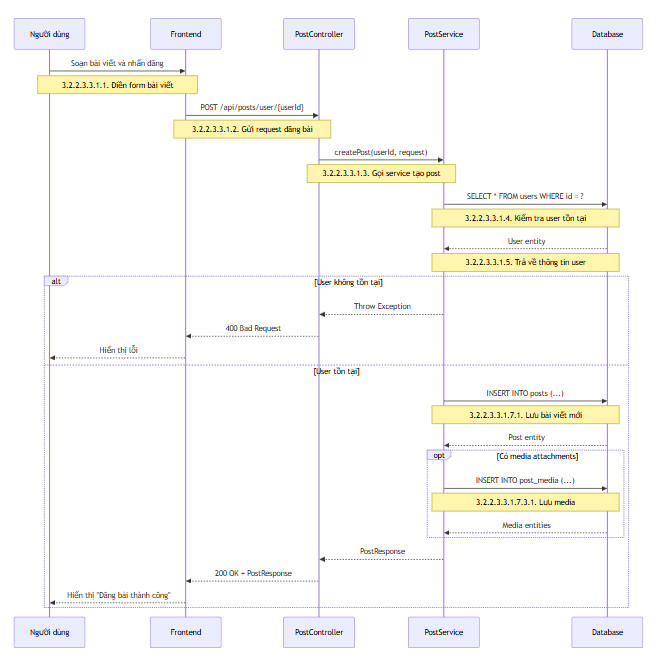 Người dùng
Frontend
PostController
PostService
Database
Soạn bài viết và nhấn đăng
3.2.2.3.3.1.1. Điền form bài viết
POST /api/posts/user/{userId}
3.2.2.3.3.1.2. Gửi request đăng bài
createPost(userId, request)
3.2.2.3.3.1.3. Gọi service tạo post
SELECT * FROM users WHERE id = ?
3.2.2.3.3.1.4. Kiểm tra user tồn tại
User entity
3.2.2.3.3.1.5. Trả về thông tin user
alt
[User không tồn tại]
Throw Exception
400 Bad Request
Hiển thị lỗi
[User tồn tại]
INSERT INTO posts (...)
3.2.2.3.3.1.7.1. Lưu bài viết mới
Post entity
opt
[Có media attachments]
INSERT INTO post_media (...)
3.2.2.3.3.1.7.3.1. Lưu media
Media entities
PostResponse
200 OK + PostResponse
Hiển thị "Đăng bài thành công"
Người dùng
Frontend
PostController
PostService
Database